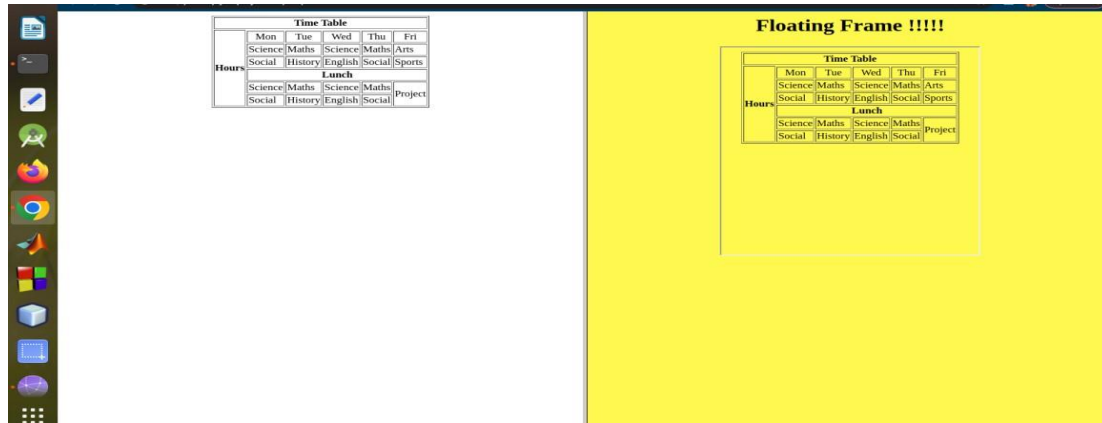 Time Table
Mon Tue Wed Thu Fri
Science Maths Science Maths Arts
Hours
Social History English Social Sports
Lunch
Science Maths Science Maths Project
Social History English Social
Floating Frame !!!!!
Time Table
Mon Tue Wed Thu Fri
Science Maths Science Maths Arts
Hours
Social History English Social Sports
Lunch
Science Maths Science Maths Project
Social History English Social